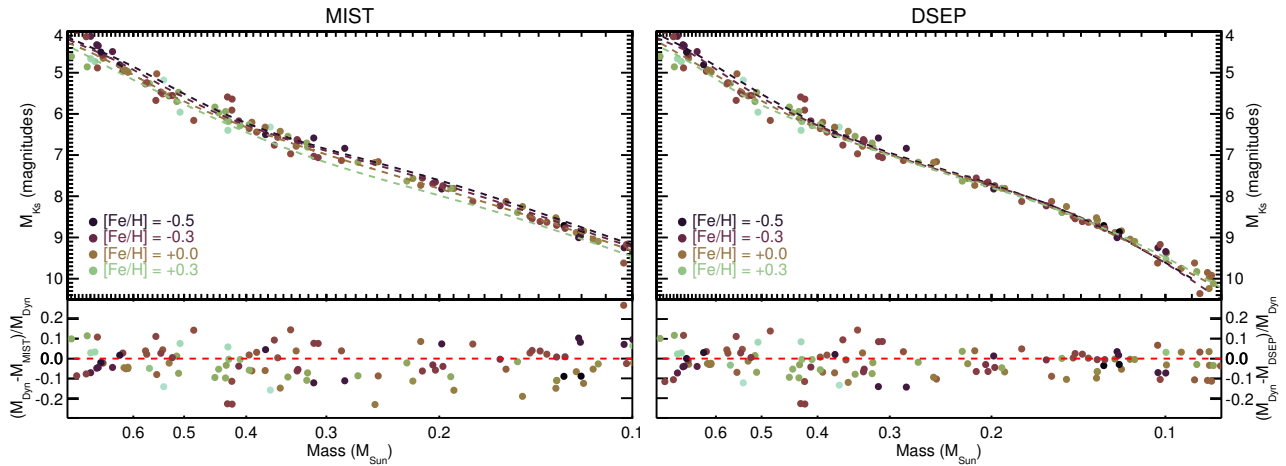 MIST
DSEP
4
5
6
7
8
9
10
M_Ks (magnitudes)
[Fe/H] = -0.5
[Fe/H] = -0.3
[Fe/H] = +0.0
[Fe/H] = +0.3
[Fe/H] = -0.5
[Fe/H] = -0.3
[Fe/H] = +0.0
[Fe/H] = +0.3
4
5
6
7
8
9
10
M_Ks (magnitudes)
0.2
0.1
0.0
-0.1
-0.2
(M_Dyn-M_MIST)/M_Dyn
0.2
0.1
0.0
-0.1
-0.2
(M_Dyn-M_DSEP)/M_Dyn
0.6 0.5 0.4 0.3 0.2 0.1
Mass (M_Sun)
0.6 0.5 0.4 0.3 0.2 0.1
Mass (M_Sun)